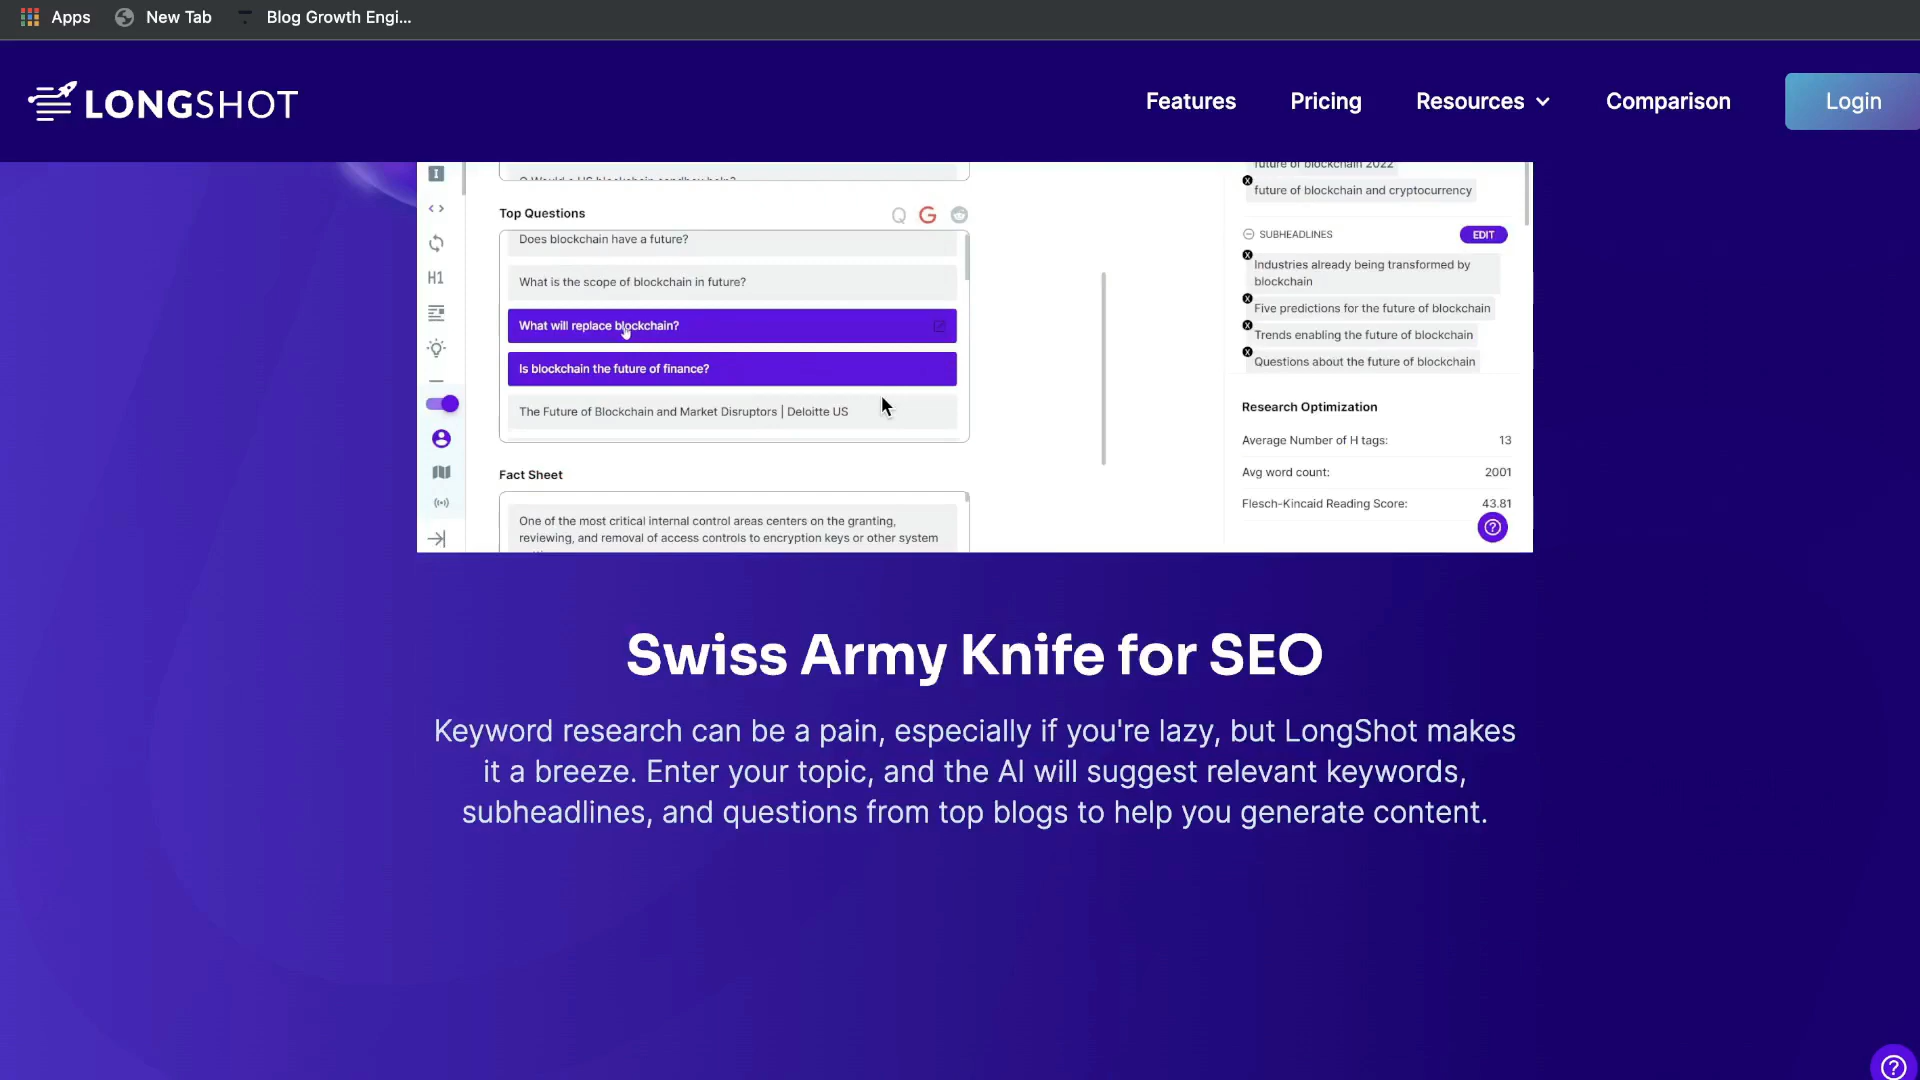 Apps
New Tab
Blog Growth Engi...
LONGSHOT
Features
Pricing
Resources
Comparison
Login
future of blockchain 2022
future of blockchain and cryptocurrency
Top Questions
Q
G
Does blockchain have a future?
What is the scope of blockchain in future?
What will replace blockchain?
Is blockchain the future of finance?
The Future of Blockchain and Market Disruptors | Deloitte US
SUBHEADLINES
EDIT
Industries already being transformed by
blockchain
Five predictions for the future of blockchain
Trends enabling the future of blockchain
Questions about the future of blockchain
H1
Research Optimization
Average Number of H tags: 13
Avg word count: 2001
Flesch-Kincaid Reading Score: 43.81
Fact Sheet
One of the most critical internal control areas centers on the granting,
reviewing, and removal of access controls to encryption keys or other system
Swiss Army Knife for SEO
Keyword research can be a pain, especially if you're lazy, but LongShot makes
it a breeze. Enter your topic, and the AI will suggest relevant keywords,
subheadlines, and questions from top blogs to help you generate content.